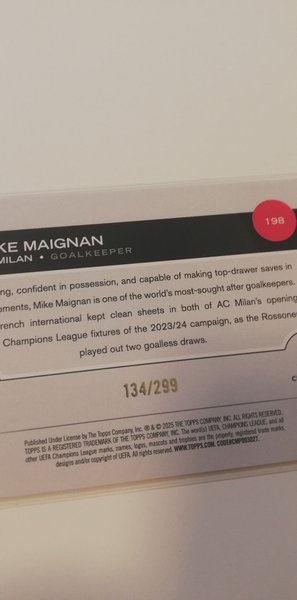 198
KE MAIGNAN
MILAN • GOALKEEPER
ng, confident in possession, and capable of making top-drawer saves in
oments, Mike Maignan is one of the world's most-sought after goalkeepers.
rench international kept clean sheets in both of AC Milan's opening
Champions League fixtures of the 2023/24 campaign, as the Rossone
played out two goalless draws.
134/299
Published Under License by The Topps Company, Inc. ® & © 2025 THE TOPPS COMPANY, INC. ALL RIGHTS RESERVED.
TOPPS IS A REGISTERED TRADEMARK OF THE TOPPS COMPANY, INC. The word(s) UEFA, CHAMPIONS LEAGUE, and all
other UEFA Champions League marks, names, logos, mascots and trophies are the property, registered trade marks,
designs and/or copyright of UEFA. All rights reserved. WWW.TOPPS.COM. CODE#CMP093027.